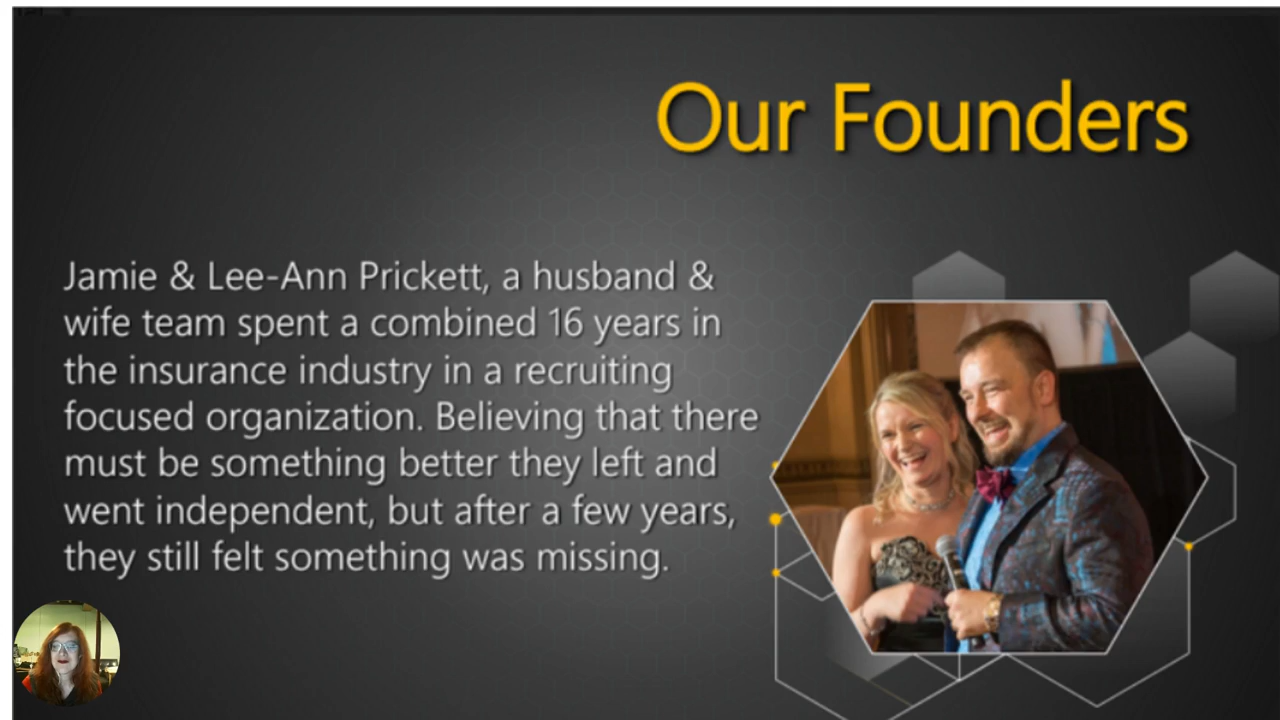 Our Founders
Jamie & Lee-Ann Prickett, a husband &
wife team spent a combined 16 years in
the insurance industry in a recruiting
focused organization. Believing that there
must be something better they left and
went independent, but after a few years,
they still felt something was missing.